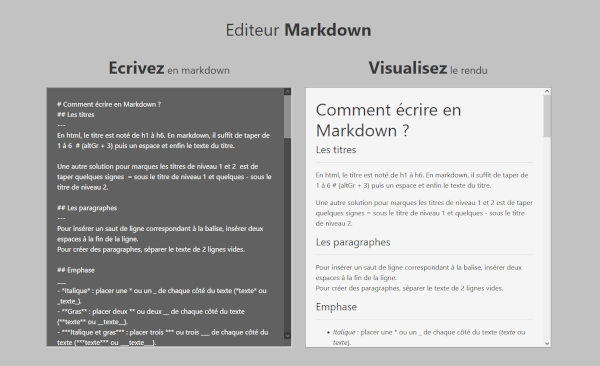 Editeur Markdown
Ecrivez en markdown
# Comment écrire en Markdown ?
## Les titres
---
En html, le titre est noté de h1 à h6. En markdown, il suffit de taper de
1 à 6  # (altGr + 3) puis un espace et enfin le texte du titre.
Une autre solution pour marques les titres de niveau 1 et 2  est de
taper quelques signes  = sous le titre de niveau 1 et quelques - sous le
titre de niveau 2.
## Les paragraphes
---
Pour insérer un saut de ligne correspondant à la balise, insérer deux
espaces à la fin de la ligne.
Pour créer des paragraphes, séparer le texte de 2 lignes vides.
## Emphase
___
- *Italique* : placer une * ou un _ de chaque côté du texte (*texte* ou
_texte_).
- **Gras** : placer deux ** ou deux __ de chaque côté du texte
(**texte** ou __texte__).
- ***Italique et gras*** : placer trois *** ou trois ___ de chaque côté du
texte (***texte*** ou ___texte___).
Visualisez le rendu
Comment écrire en
Markdown ?
Les titres
En html, le titre est noté de h1 à h6. En markdown, il suffit de taper de
1 à 6 # (altGr + 3) puis un espace et enfin le texte du titre.
Une autre solution pour marques les titres de niveau 1 et 2 est de
taper quelques signes = sous le titre de niveau 1 et quelques - sous le
titre de niveau 2.
Les paragraphes
Pour insérer un saut de ligne correspondant à la balise, insérer deux
espaces à la fin de la ligne.
Pour créer des paragraphes, séparer le texte de 2 lignes vides.
Emphase
• Italique : placer une * ou un _ de chaque côté du texte (texte ou
texte).